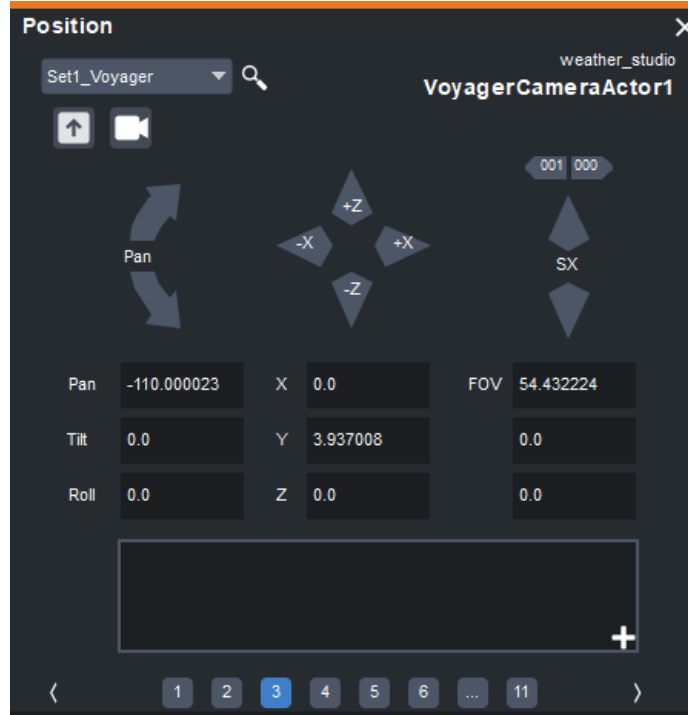 Position
Set1_Voyager
weather_studio
VoyagerCameraActor1
001 000
+Z
-X +X
Pan
SX
-Z
Pan -110.000023 X 0.0 FOV 54.432224
Tilt 0.0 Y 3.937008 0.0
Roll 0.0 Z 0.0 0.0
1 2 3 4 5 6 ... 11